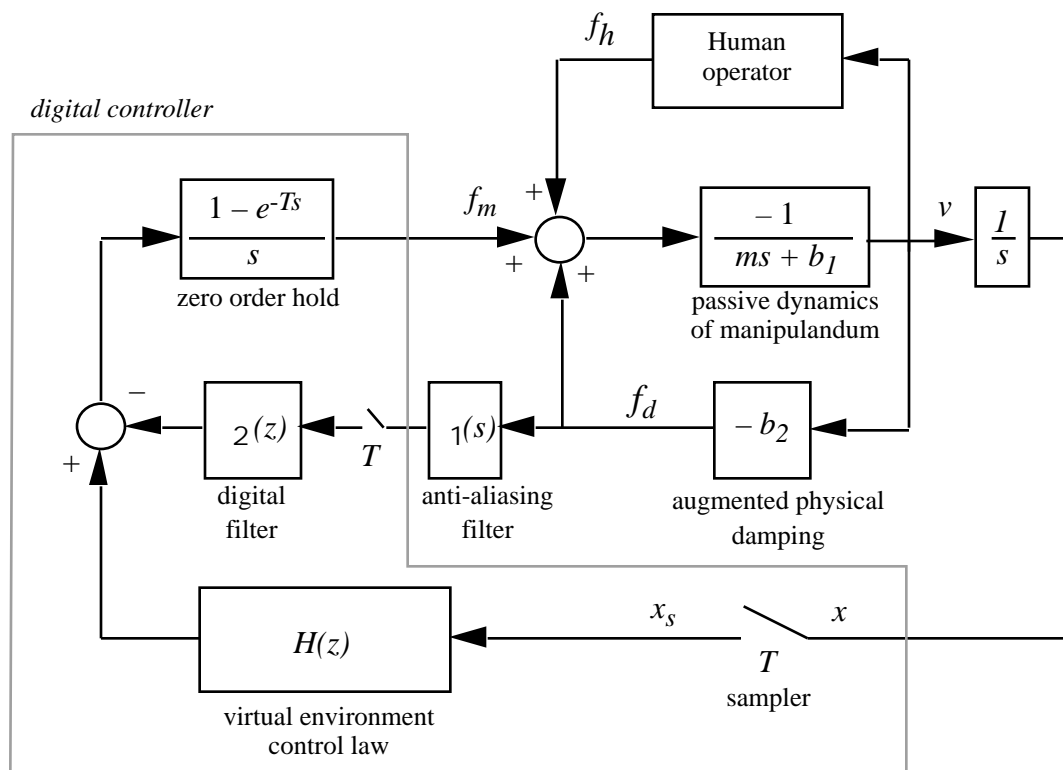 f_h
Human
operator
digital controller
1 – e^{-Ts}
s
zero order hold
f_m
+
+
+
– 1
ms + b_1
passive dynamics
of manipulandum
v
1
s
–
+
2(z)
digital
filter
T
1(s)
anti-aliasing
filter
f_d
– b_2
augmented physical
damping
H(z)
virtual environment
control law
x_s
T
sampler
x